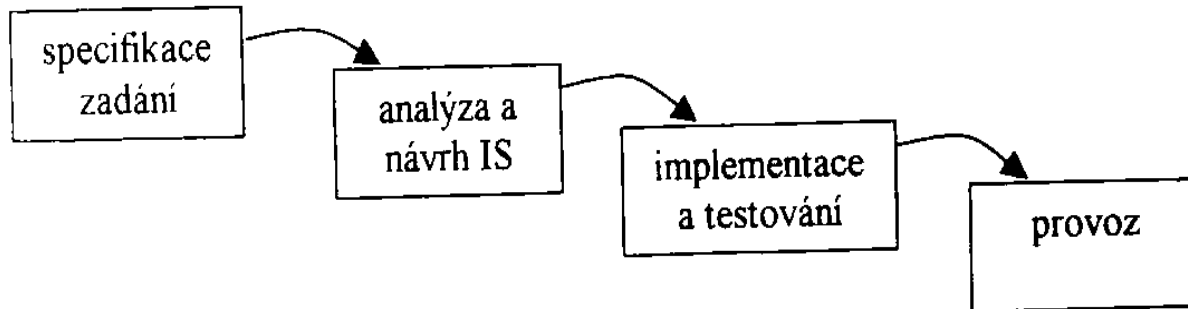 specifikace
zadání
analýza a
návrh IS
implementace
a testování
provoz